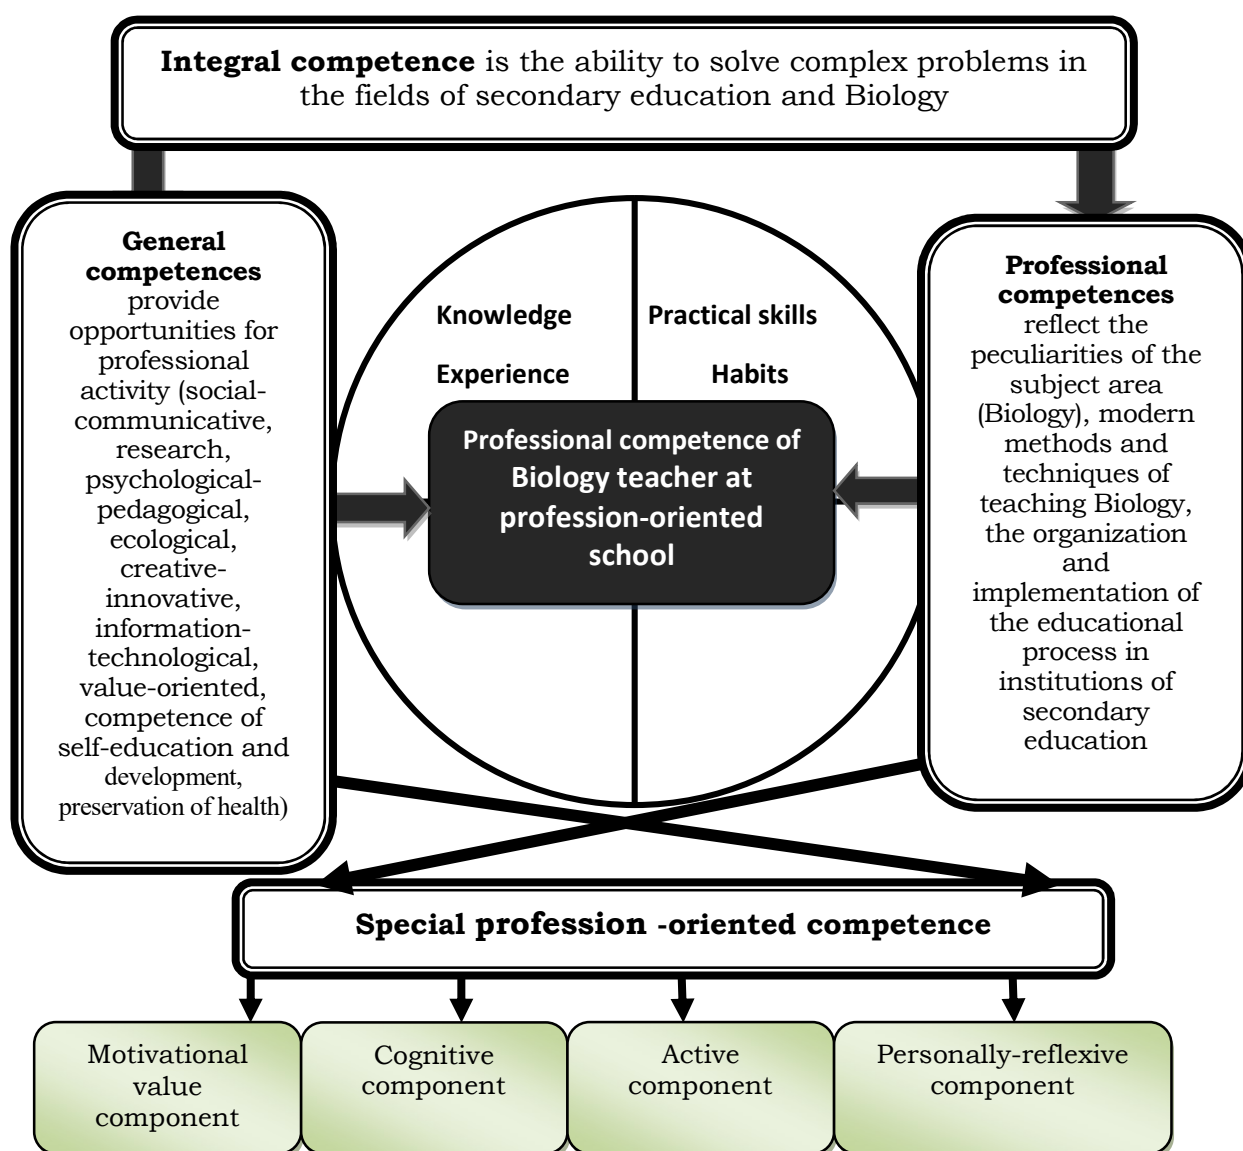 Integral competence is the ability to solve complex problems in
the fields of secondary education and Biology
General
competences
provide
opportunities for
professional
activity (social-
communicative,
research,
psychological-
pedagogical,
ecological,
creative-
innovative,
information-
technological,
value-oriented,
competence of
self-education and
development,
preservation of health)
Knowledge
Experience
Practical skills
Habits
Professional competence of
Biology teacher at
profession-oriented
school
Professional
competences
reflect the
peculiarities of the
subject area
(Biology), modern
methods and
techniques of
teaching Biology,
the organization
and
implementation of
the educational
process in
institutions of
secondary
education
Special profession -oriented competence
Motivational
value
component
Cognitive
component
Active
component
Personally-reflexive
component